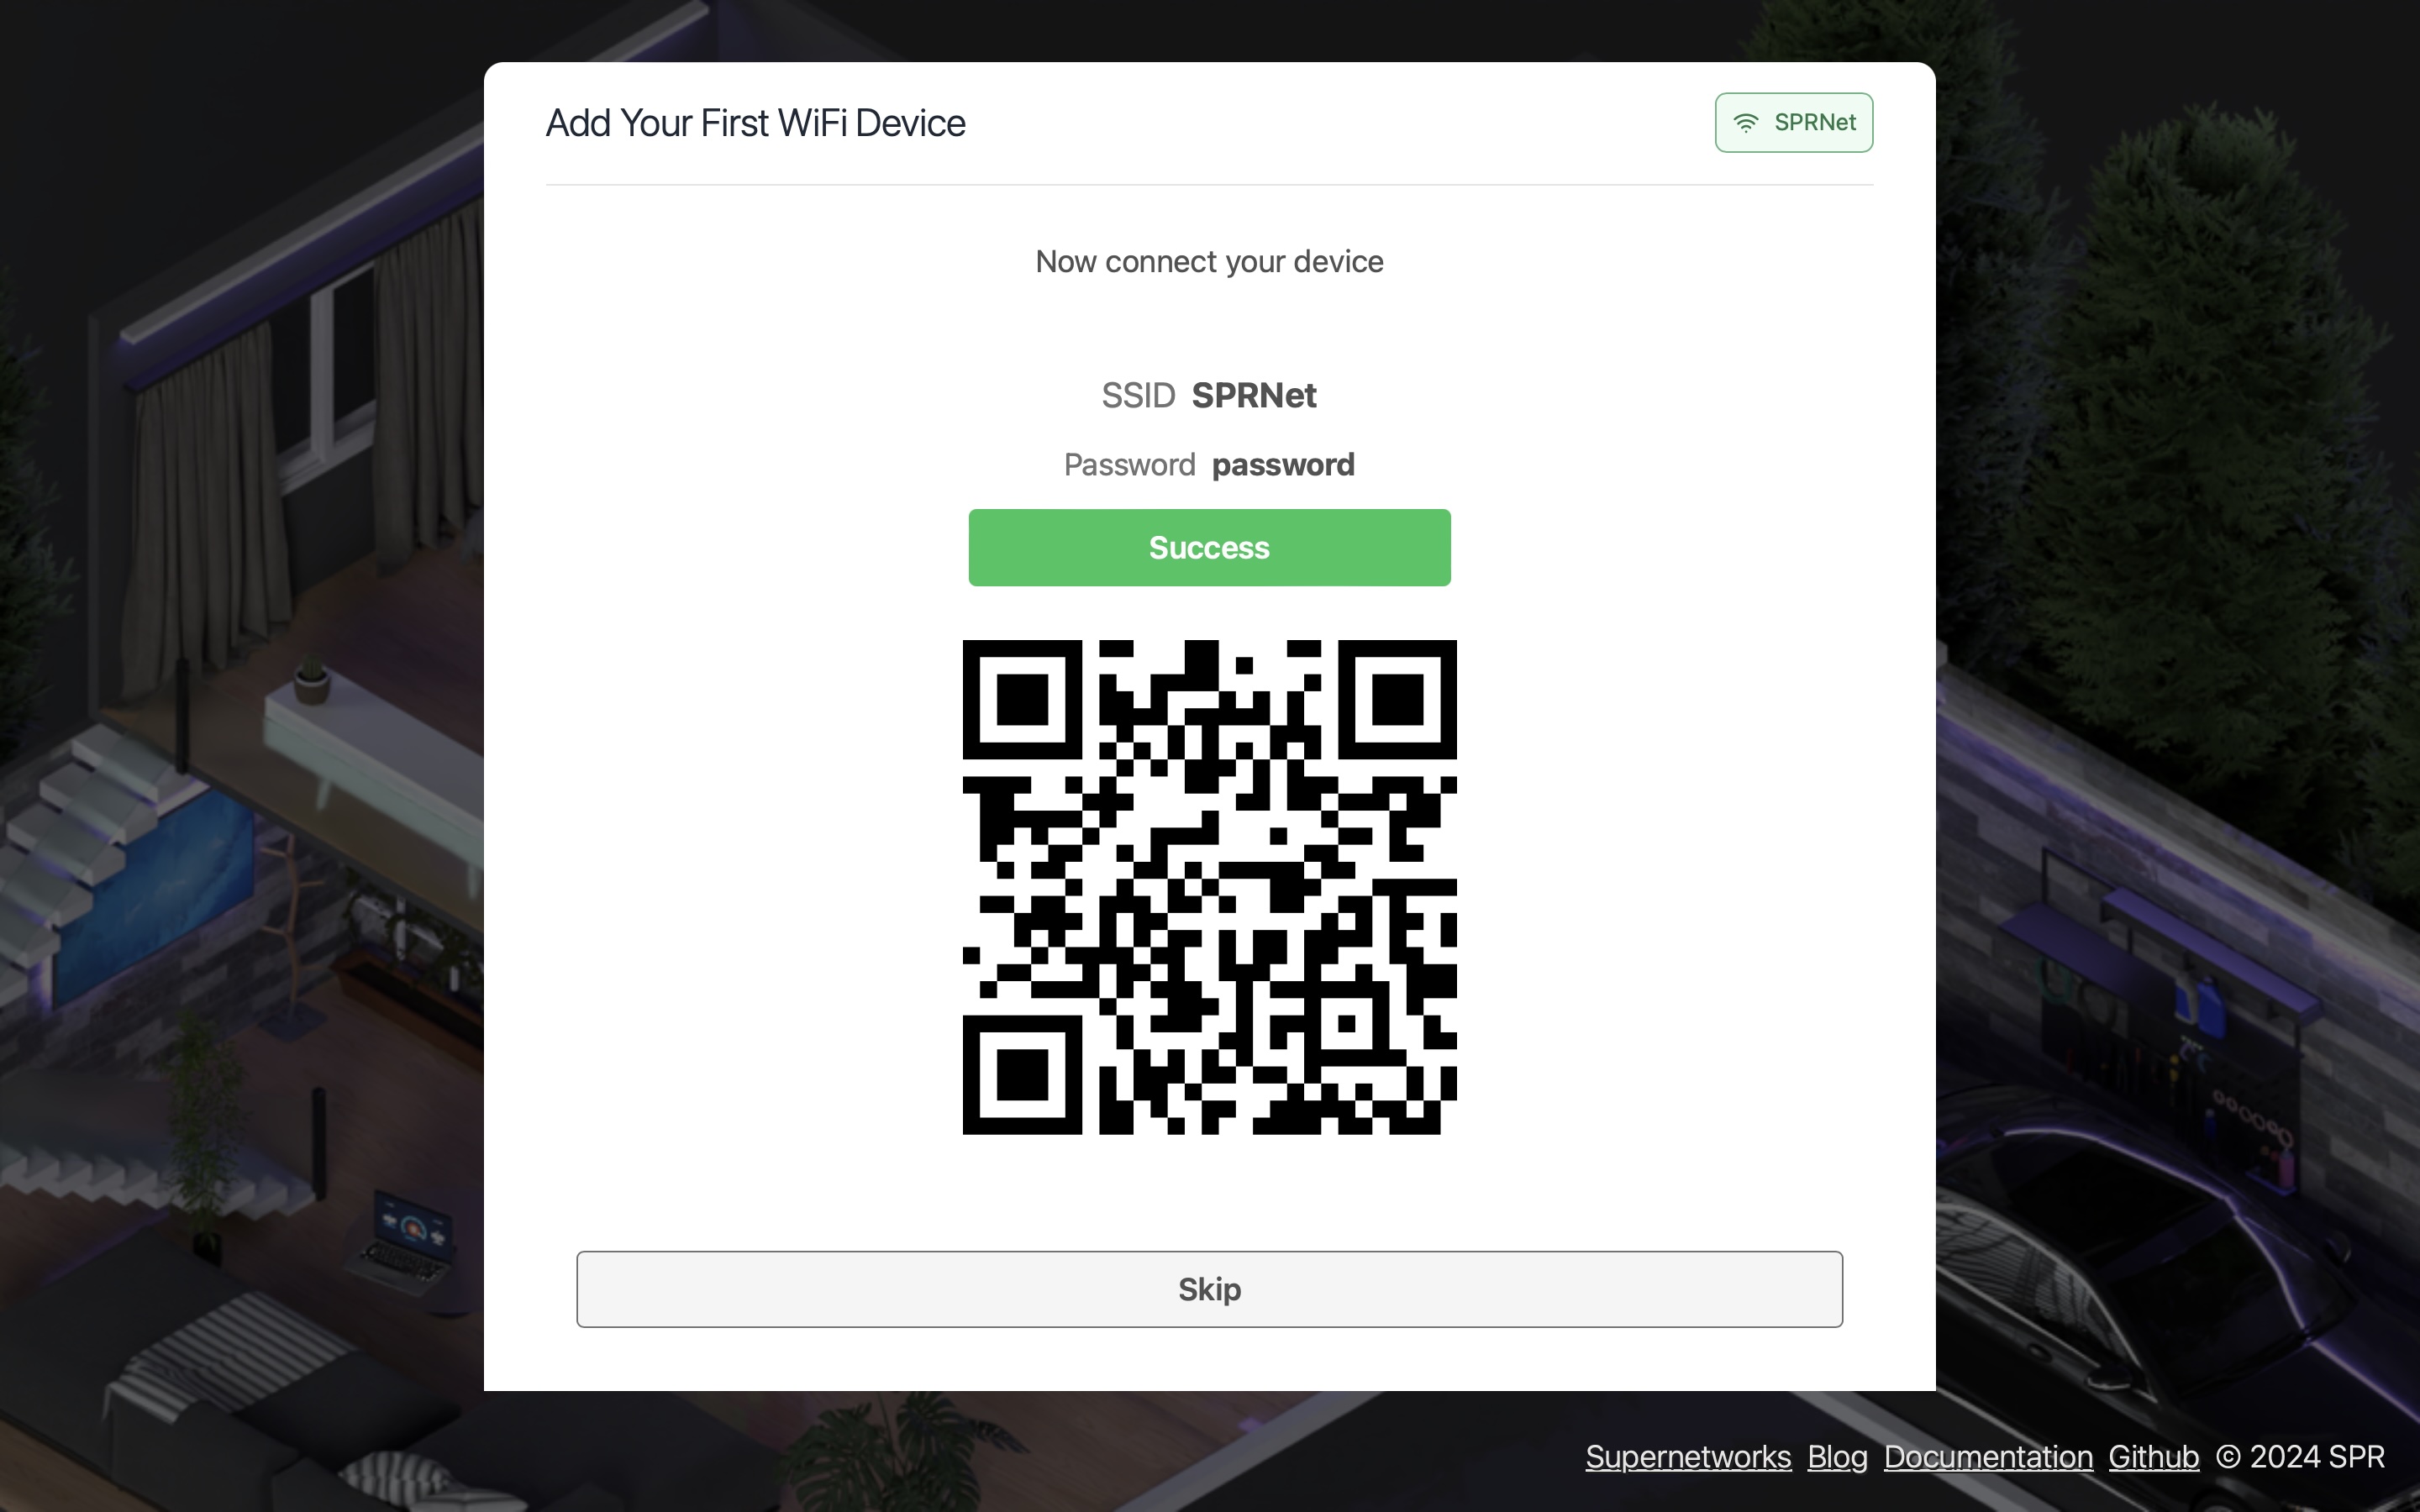 Add Your First WiFi Device
SPRNet
Now connect your device
SSID SPRNet
Password password
Success
Skip
Supernetworks Blog Documentation Github © 2024 SPR